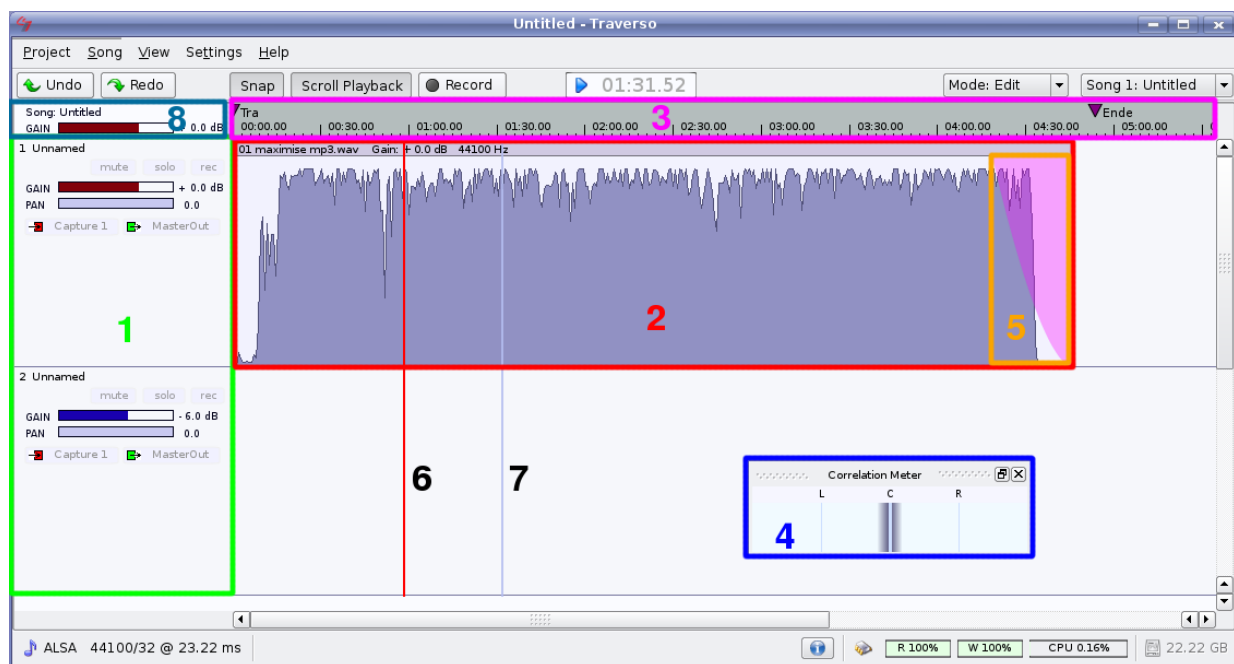 Untitled - Traverso
Project Song View Settings Help
Undo Redo Snap Scroll Playback Record 01:31.52 Mode: Edit Song 1: Untitled
Song: Untitled
GAIN 0.0 dB
8
Tra Ende
00:00.00 00:30.00 01:00.00 01:30.00 02:00.00 02:30.00 03:00.00 03:30.00 04:00.00 04:30.00 05:00.00
3
1 Unnamed
mute solo rec
GAIN + 0.0 dB
PAN 0.0
Capture 1 MasterOut
1
01 maximise mp3.wav Gain: + 0.0 dB 44100 Hz
2
5
2 Unnamed
mute solo rec
GAIN - 6.0 dB
PAN 0.0
Capture 1 MasterOut
6
7
Correlation Meter
L C R
4
ALSA 44100/32 @ 23.22 ms R 100% W 100% CPU 0.16% 22.22 GB